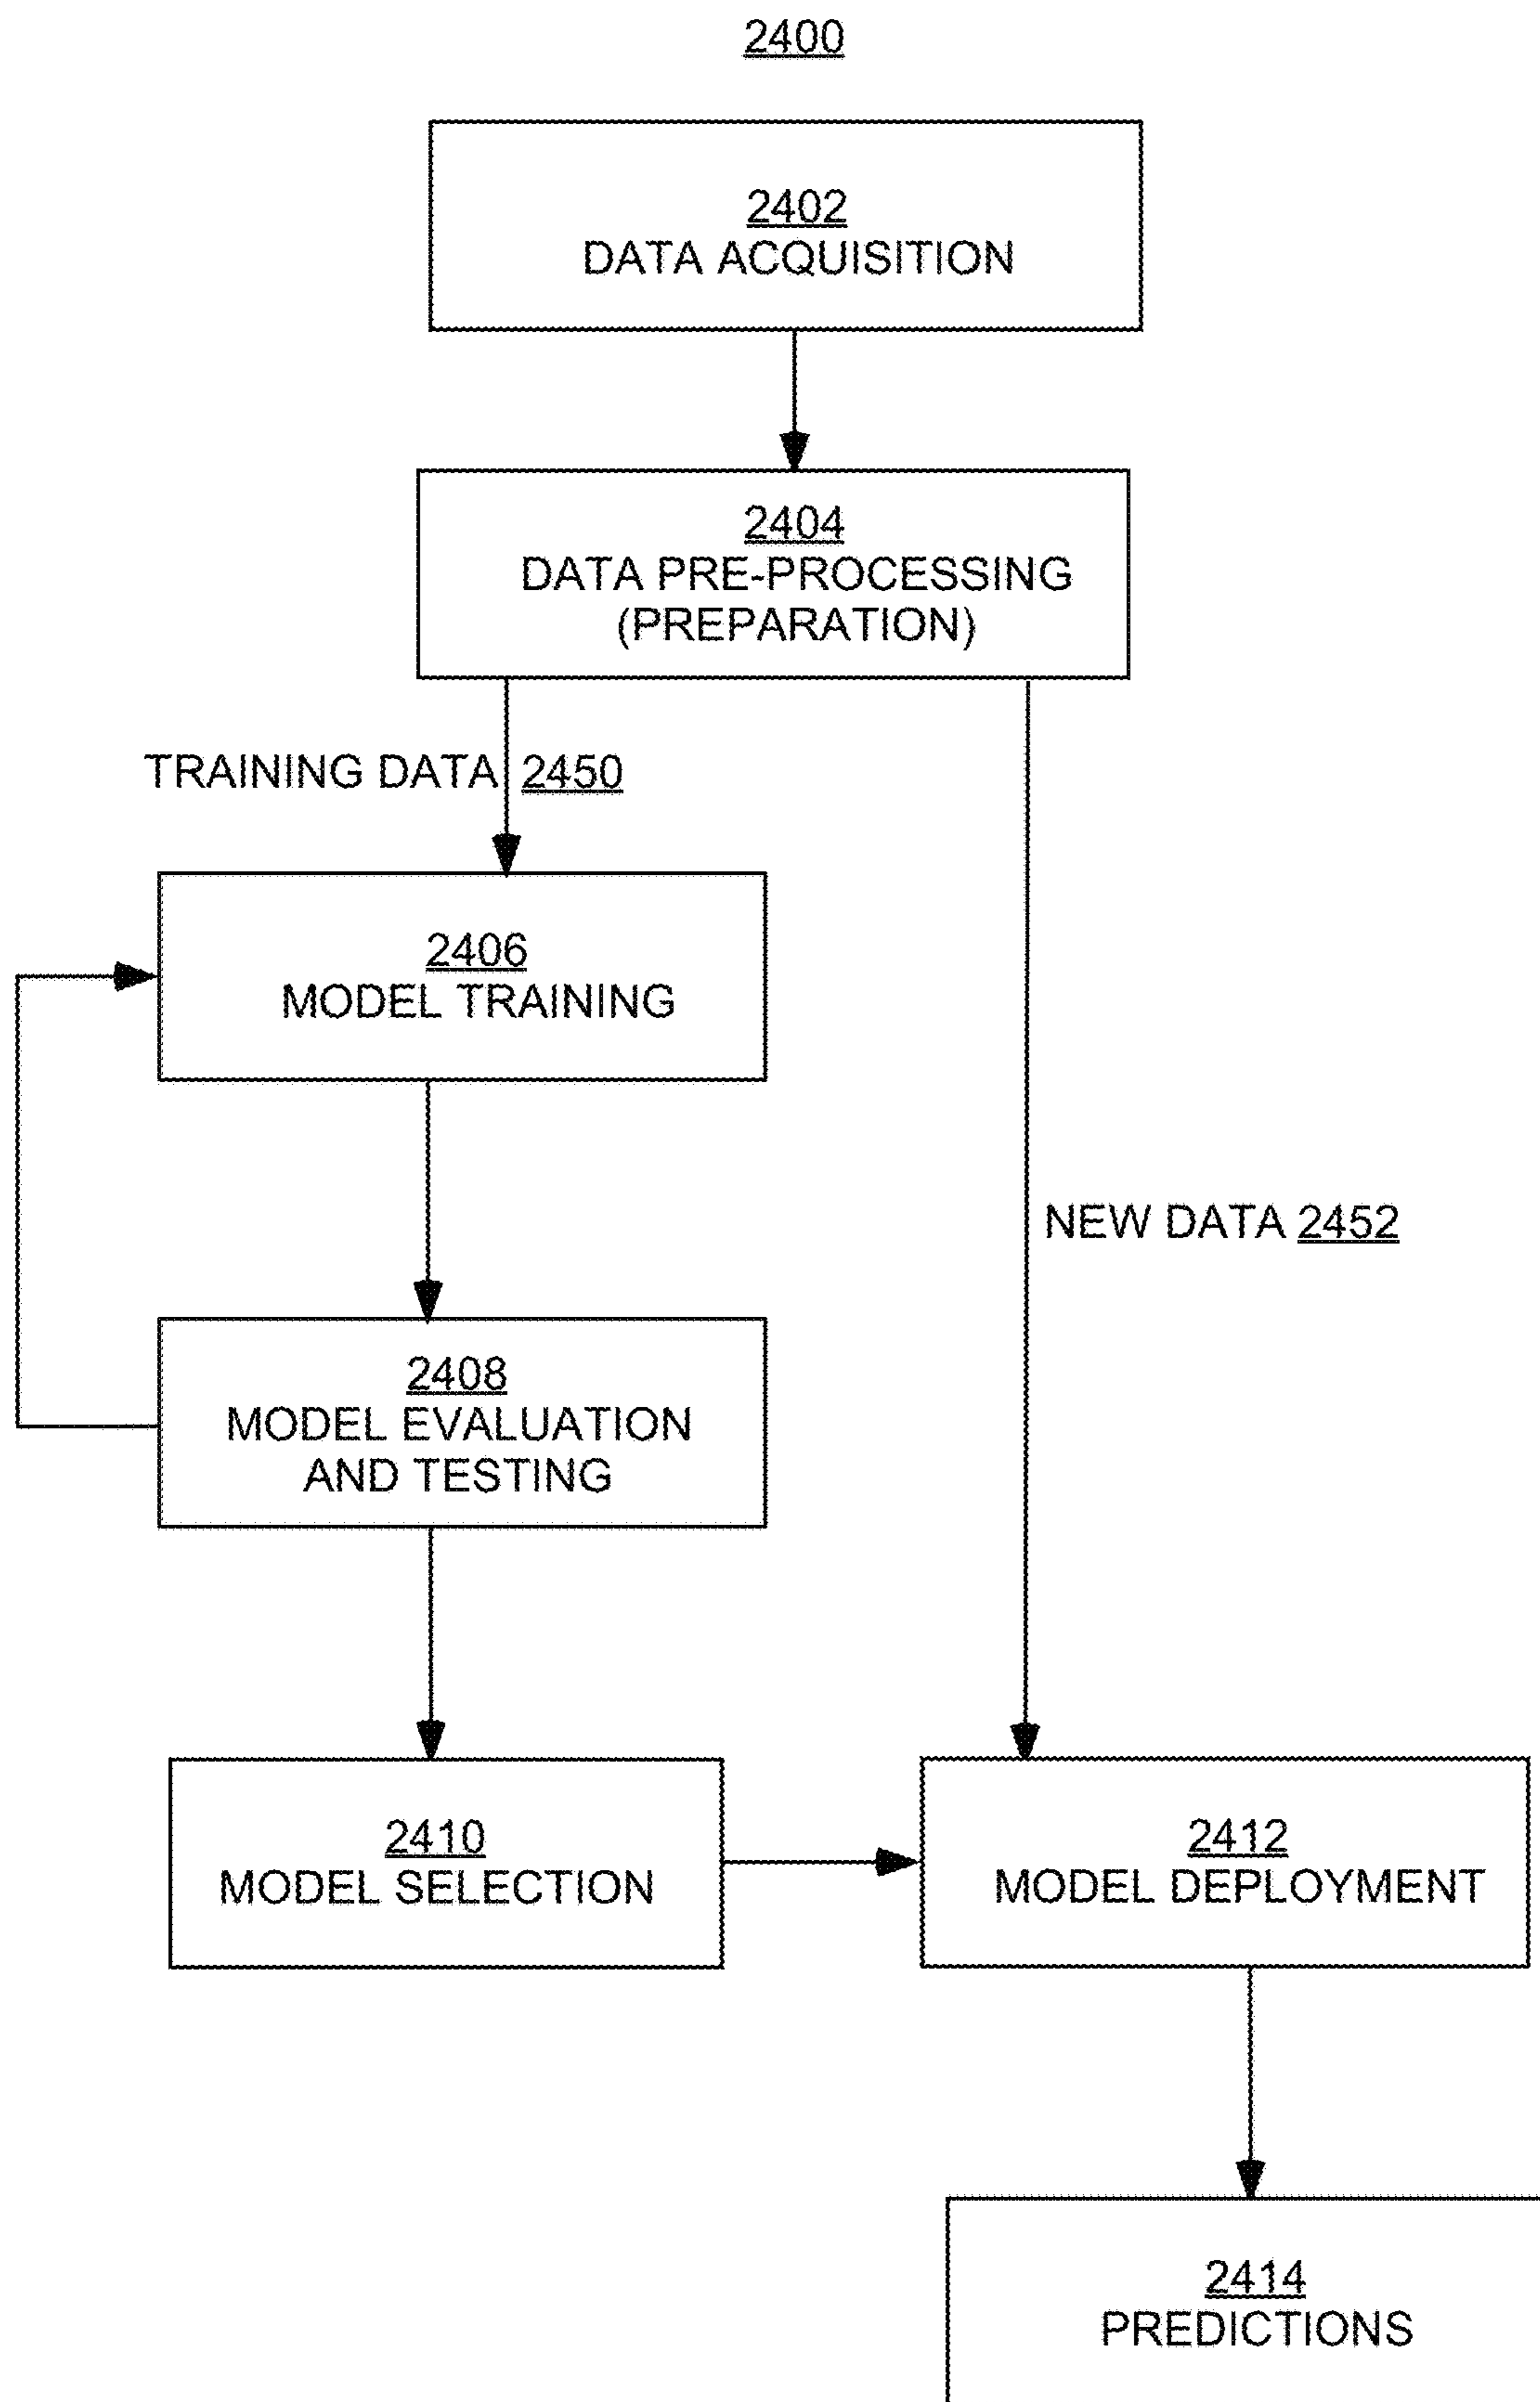 2400
2402
DATA ACQUISITION
2404
DATA PRE-PROCESSING
(PREPARATION)
TRAINING DATA 2450
2406
MODEL TRAINING
NEW DATA 2452
2408
MODEL EVALUATION
AND TESTING
2410
MODEL SELECTION
2412
MODEL DEPLOYMENT
2414
PREDICTIONS